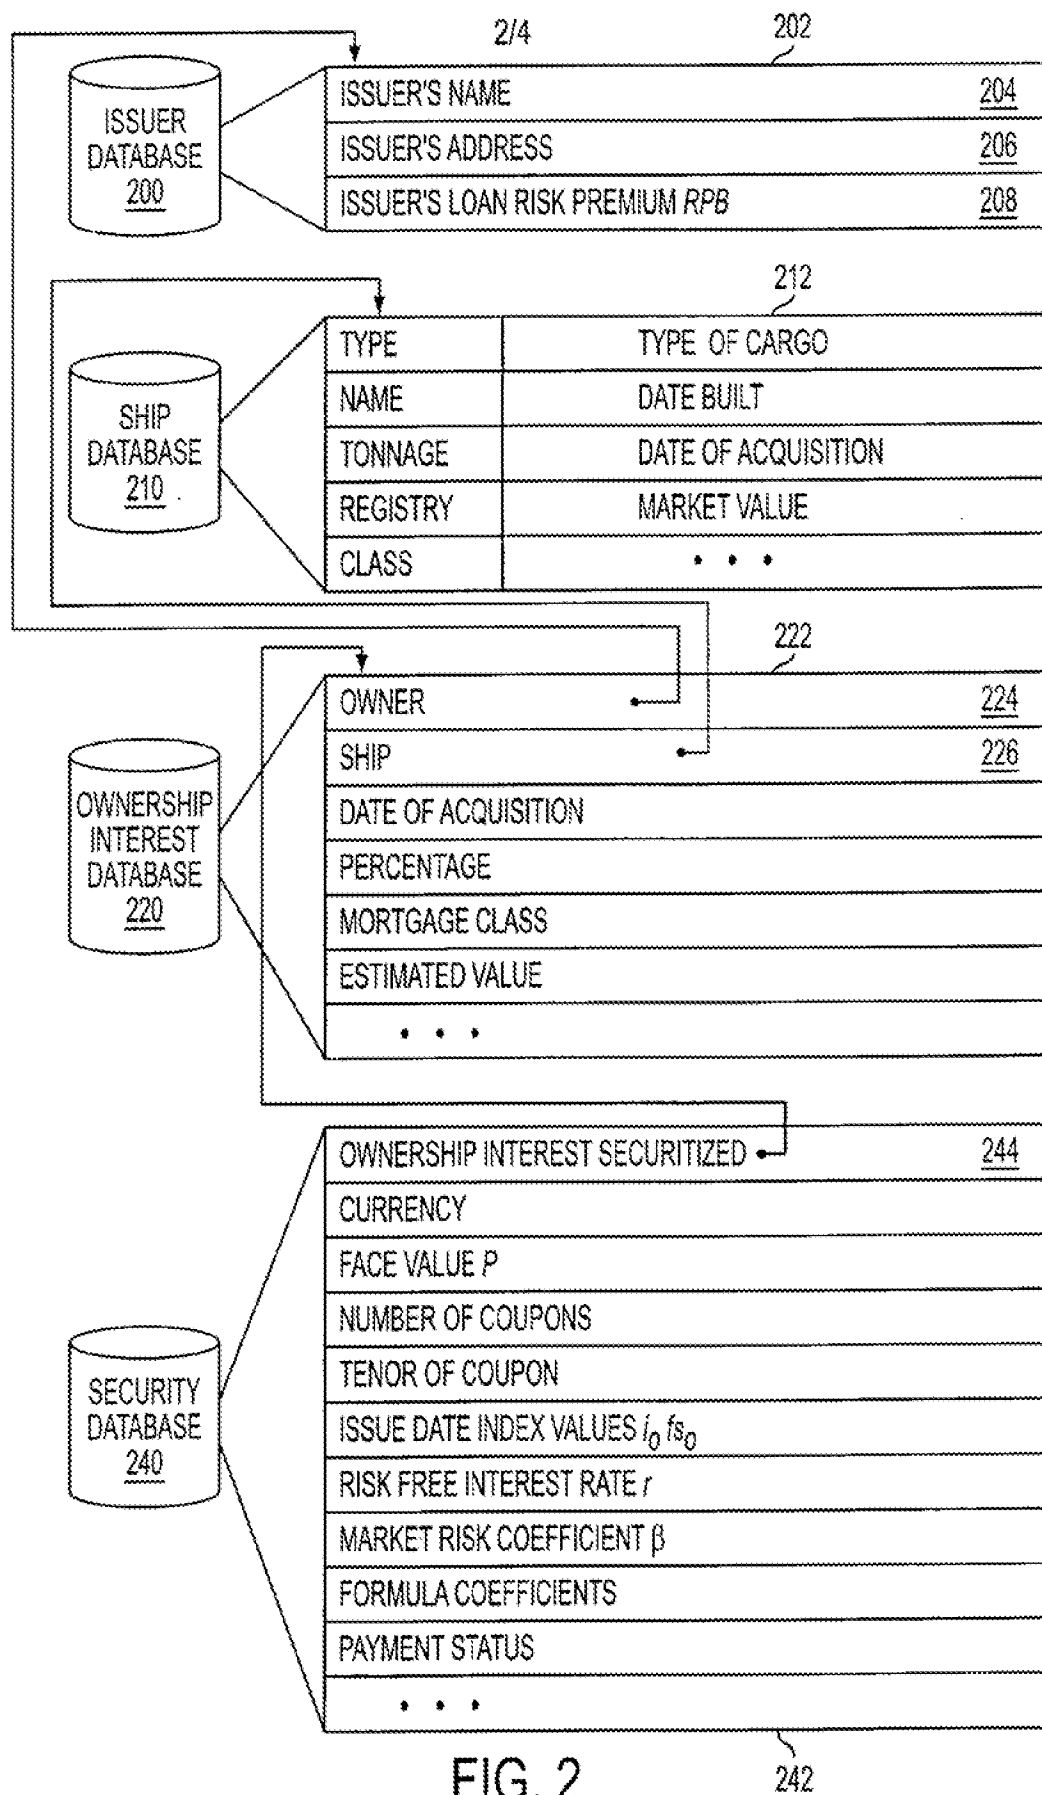 2/4
202
ISSUER DATABASE 200
ISSUER'S NAME 204
ISSUER'S ADDRESS 206
ISSUER'S LOAN RISK PREMIUM RPB 208
212
SHIP DATABASE 210
TYPE TYPE OF CARGO
NAME DATE BUILT
TONNAGE DATE OF ACQUISITION
REGISTRY MARKET VALUE
CLASS • • •
222
OWNERSHIP INTEREST DATABASE 220
OWNER 224
SHIP 226
DATE OF ACQUISITION
PERCENTAGE
MORTGAGE CLASS
ESTIMATED VALUE
• • •
SECURITY DATABASE 240
OWNERSHIP INTEREST SECURITIZED 244
CURRENCY
FACE VALUE P
NUMBER OF COUPONS
TENOR OF COUPON
ISSUE DATE INDEX VALUES i₀ fs₀
RISK FREE INTEREST RATE r
MARKET RISK COEFFICIENT β
FORMULA COEFFICIENTS
PAYMENT STATUS
• • •
242
FIG. 2